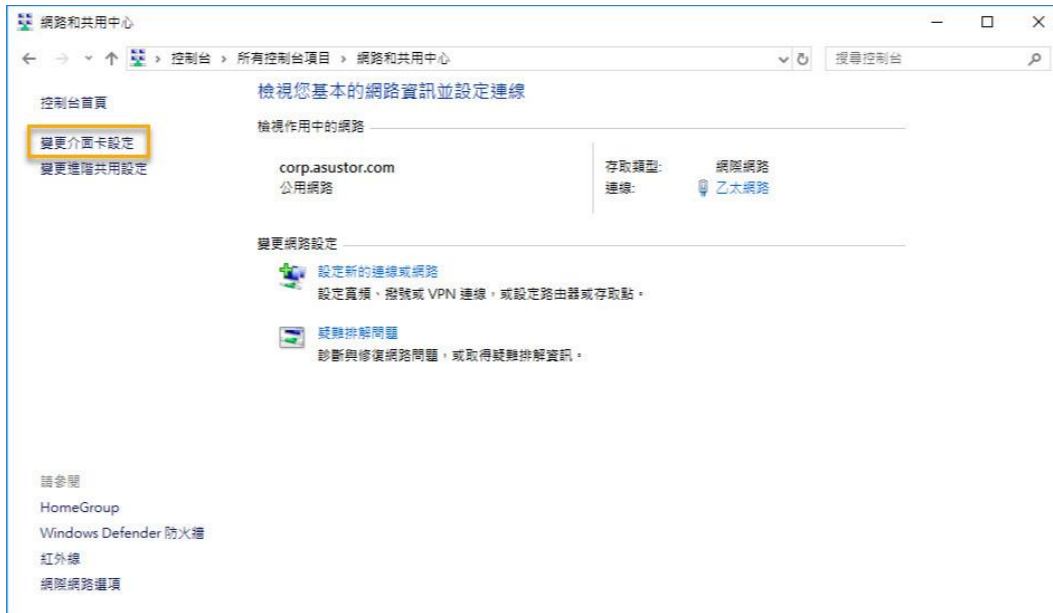 網路和共用中心
控制台 › 所有控制台項目 › 網路和共用中心
搜尋控制台
控制台首頁
變更介面卡設定
變更進階共用設定
檢視您基本的網路資訊並設定連線
檢視作用中的網路
corp.asustor.com
公用網路
存取類型: 網際網路
連線: 乙太網路
變更網路設定
設定新的連線或網路
設定寬頻、撥號或 VPN 連線，或設定路由器或存取點。
疑難排解問題
診斷與修復網路問題，或取得疑難排解資訊。
請參閱
HomeGroup
Windows Defender 防火牆
紅外線
網際網路選項